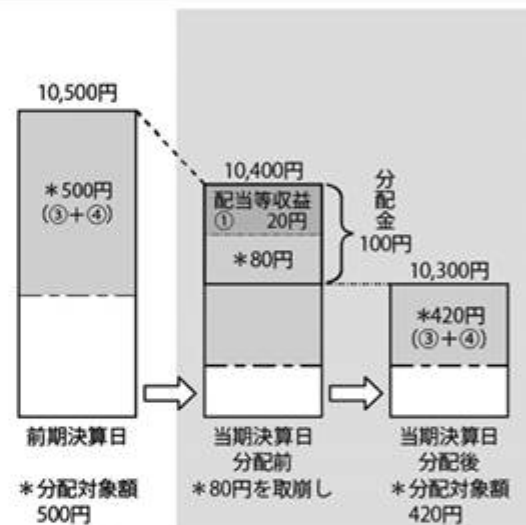 10,500円
*500円
(③+④)
前期決算日
*分配対象額
500円
10,400円
配当等収益
① 20円
*80円
分配金
100円
当期決算日
分配前
*80円を取崩し
10,300円
*420円
(③+④)
当期決算日
分配後
*分配対象額
420円